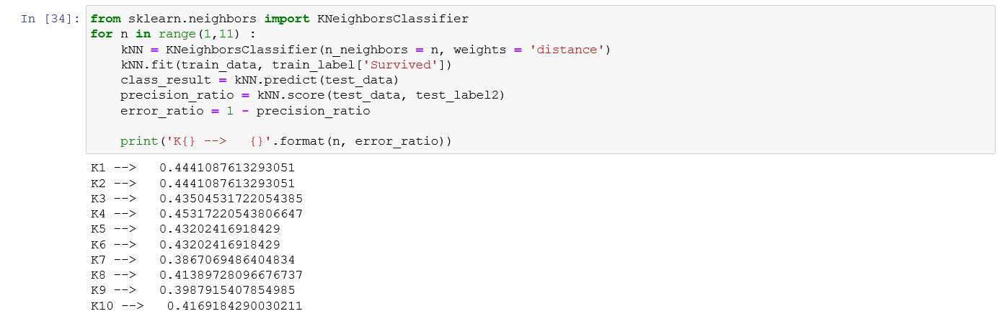 In [34]: from sklearn.neighbors import KNeighborsClassifier
for n in range(1,11) :
    kNN = KNeighborsClassifier(n_neighbors = n, weights = 'distance')
    kNN.fit(train_data, train_label['Survived'])
    class_result = kNN.predict(test_data)
    precision_ratio = kNN.score(test_data, test_label2)
    error_ratio = 1 - precision_ratio
    print('K{} -->   {}'.format(n, error_ratio))
K1 -->   0.4441087613293051
K2 -->   0.4441087613293051
K3 -->   0.43504531722054385
K4 -->   0.45317220543806647
K5 -->   0.43202416918429
K6 -->   0.43202416918429
K7 -->   0.3867069486404834
K8 -->   0.41389728096676737
K9 -->   0.3987915407854985
K10 -->   0.4169184290030211